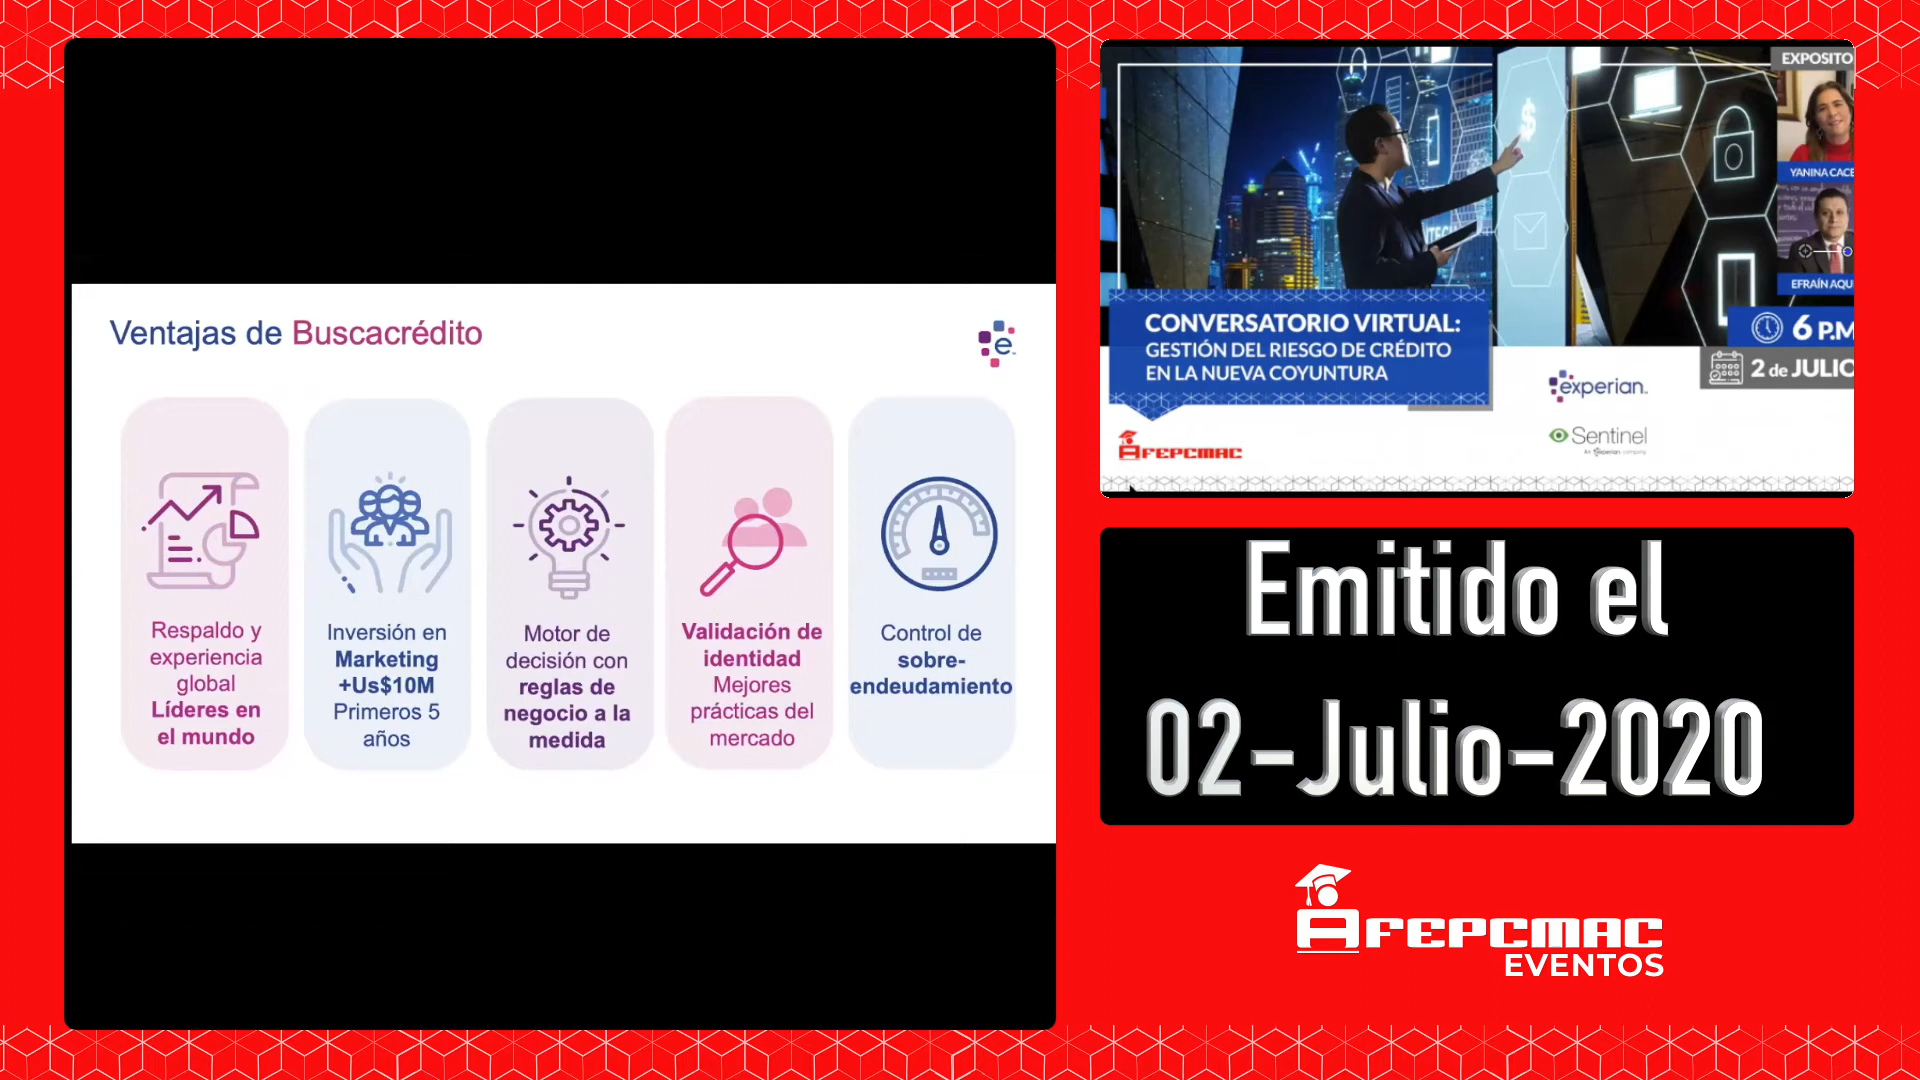 Ventajas de Buscacrédito
e
Respaldo y
experiencia
global
Líderes en
el mundo
Inversión en
Marketing
+Us$10M
Primeros 5
años
Motor de
decisión con
reglas de
negocio a la
medida
Validación de
identidad
Mejores
prácticas del
mercado
Control de
sobre-
endeudamiento
EXPOSITO
YANINA CACE
EFRAÍN AQU
CONVERSATORIO VIRTUAL:
GESTIÓN DEL RIESGO DE CRÉDITO
EN LA NUEVA COYUNTURA
6 P.M
2 de JULIO
experian
Sentinel
AFEPCMAC
Emitido el
02-Julio-2020
AFEPCMAC
EVENTOS